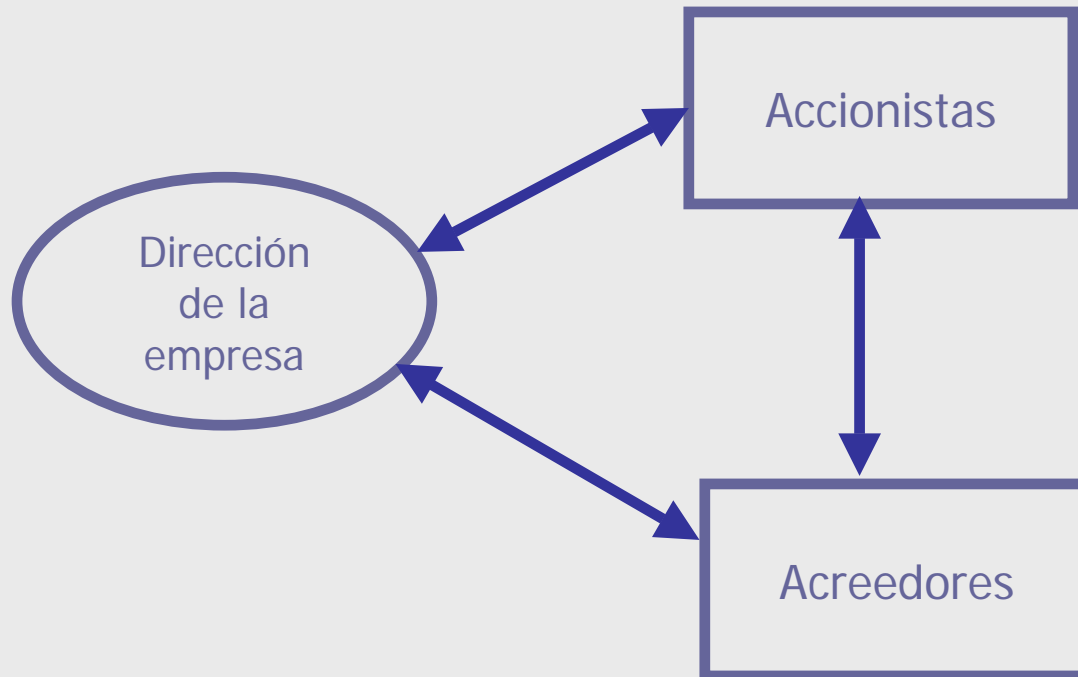 Accionistas
Dirección
de la
empresa
Acreedores